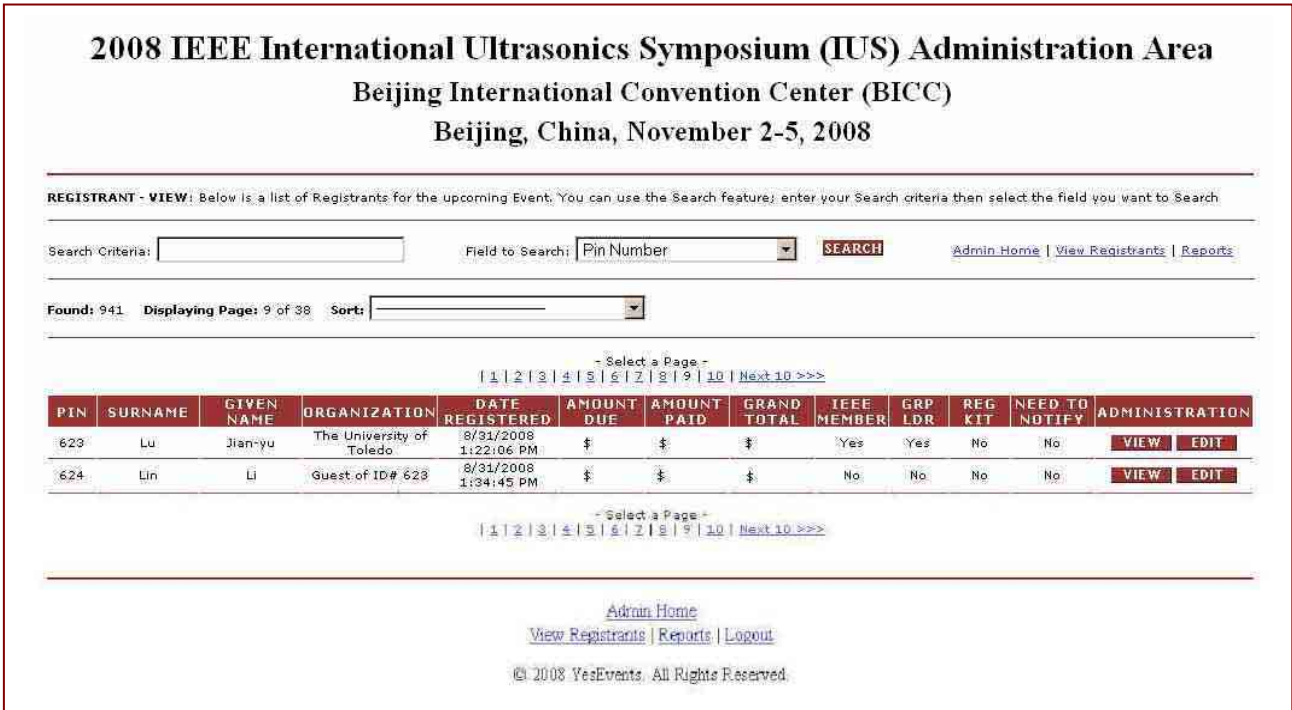 2008 IEEE International Ultrasonics Symposium (IUS) Administration Area
Beijing International Convention Center (BICC)
Beijing, China, November 2-5, 2008
REGISTRANT - VIEW: Below is a list of Registrants for the upcoming Event. You can use the Search feature; enter your Search criteria then select the field you want to Search
Search Criteria: Field to Search: Pin Number SEARCH Admin Home | View Registrants | Reports
Found: 941 Displaying Page: 9 of 38 Sort:
- Select a Page -
| 1 | 2 | 3 | 4 | 5 | 6 | 7 | 8 | 9 | 10 | Next 10 >>>
PIN SURNAME GIVEN NAME ORGANIZATION DATE REGISTERED AMOUNT DUE AMOUNT PAID GRAND TOTAL IEEE MEMBER GRP LDR REG KIT NEED TO NOTIFY ADMINISTRATION
623 Lu Jian-yu The University of Toledo 8/31/2008 1:22:06 PM $ $ $ Yes Yes No No VIEW EDIT
624 Lin Li Guest of ID# 623 8/31/2008 1:34:45 PM $ $ $ No No No No VIEW EDIT
- Select a Page -
| 1 | 2 | 3 | 4 | 5 | 6 | 7 | 8 | 9 | 10 | Next 10 >>>
Admin Home
View Registrants | Reports | Logout
© 2008 YesEvents. All Rights Reserved.